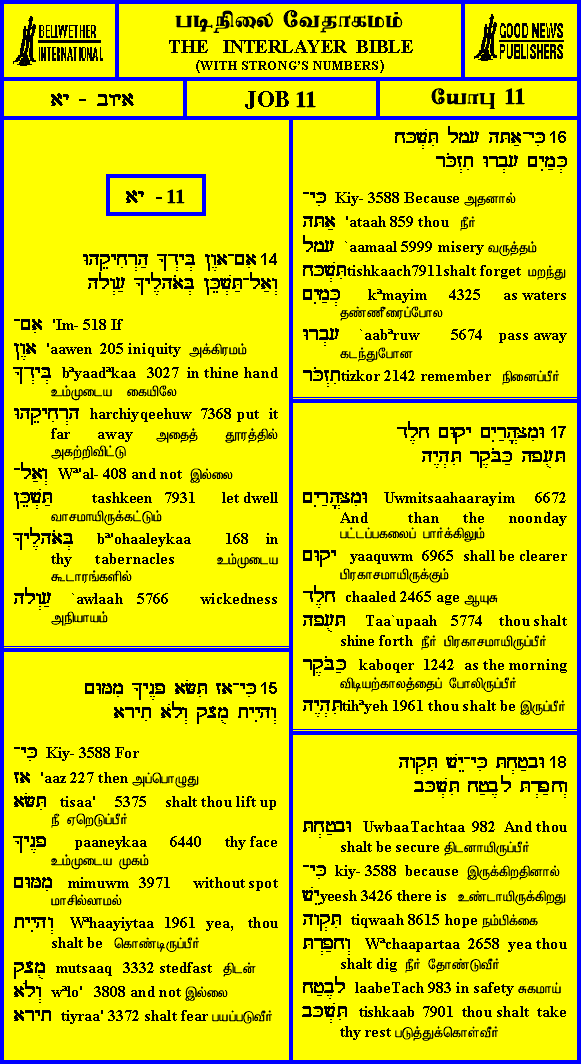 BELLWETHER
INTERNATIONAL
படிநிலை வேதாகமம்
THE INTERLAYER BIBLE
(WITH STRONG'S NUMBERS)
GOOD NEWS
PUBLISHERS
איוב - יא
JOB 11
யோபு 11
יא - 11
14 אִם־אָוֶן בְּיָדְךָ הַרְחִיקֵהוּ
וְאַל־תַּשְׁכֵּן בְּאֹהָלֶיךָ עַוְלָה
אִם־ 'Im- 518 If
אָוֶן 'aawen 205 iniquity அக்கிரமம்
בְּיָדְךָ bªyaadªkaa 3027 in thine hand
உம்முடைய கையிலே
הַרְחִיקֵהוּ harchiyqeehuw 7368 put it
far away அதைத் தூரத்தில்
அகற்றிவிட்டு
וְאַל־ Wª'al- 408 and not இல்லை
תַּשְׁכֵּן tashkeen 7931 let dwell
வாசமாயிருக்கட்டும்
בְּאֹהָלֶיךָ bª'ohaaleykaa 168 in
thy tabernacles உம்முடைய
கூடாரங்களில்
עַוְלָה `awlaah 5766 wickedness
அநியாயம்
15 כִּי־אָז תִּשָּׂא פָנֶיךָ מִמּוּם
וְהָיִיתָ מֻצָק וְלֹא תִירָא
כִּי־ Kiy- 3588 For
אָז 'aaz 227 then அப்பொழுது
תִּשָּׂא tisaa' 5375 shalt thou lift up
நீ ஏறெடுப்பீர்
פָנֶיךָ paaneykaa 6440 thy face
உம்முடைய முகம்
מִמּוּם mimuwm 3971 without spot
மாசில்லாமல்
וְהָיִיתָ Wªhaayiytaa 1961 yea, thou
shalt be கொண்டிருப்பீர்
מֻצָק mutsaaq 3332 stedfast திடன்
וְלֹא wªlo' 3808 and not இல்லை
תִירָא tiyraa' 3372 shalt fear பயப்படுவீர்
16 כִּי־אַתָּה עָמָל תִּשְׁכָּח
כְּמַיִם עָבְרוּ תִזְכֹּר
כִּי־ Kiy- 3588 Because அதனால்
אַתָּה 'ataah 859 thou நீர்
עָמָל `aamaal 5999 misery வருத்தம்
תִּשְׁכָּח tishkaach7911shalt forget மறந்து
כְּמַיִם kªmayim 4325 as waters
தண்ணீரைப்போல
עָבְרוּ `aabªruw 5674 pass away
கடந்துபோன
תִזְכֹּר tizkor 2142 remember நினைப்பீர்
17 וּמִצָּהֳרַיִם יָקוּם חָלֶד
תָּעֻפָה כַּבֹּקֶר תִּהְיֶה
וּמִצָּהֳרַיִם Uwmitsaahaarayim 6672
And than the noonday
பட்டப்பகலைப் பார்க்கிலும்
יָקוּם yaaquwm 6965 shall be clearer
பிரகாசமாயிருக்கும்
חָלֶד chaaled 2465 age ஆயுசு
תָּעֻפָה Taa`upaah 5774 thou shalt
shine forth நீர் பிரகாசமாயிருப்பீர்
כַּבֹּקֶר kaboqer 1242 as the morning
விடியற்காலத்தைப் போலிருப்பீர்
תִּהְיֶה tihªyeh 1961 thou shalt be இருப்பீர்
18 וּבָטַחְתָּ כִּי־יֵשׁ תִּקְוָה
וְחָפַרְתָּ לָבֶטַח תִּשְׁכָּב
וּבָטַחְתָּ UwbaaTachtaa 982 And thou
shalt be secure திடனாயிருப்பீர்
כִּי־ kiy- 3588 because இருக்கிறதினால்
יֵשׁ yeesh 3426 there is உண்டாயிருக்கிறது
תִּקְוָה tiqwaah 8615 hope நம்பிக்கை
וְחָפַרְתָּ Wªchaapartaa 2658 yea thou
shalt dig நீர் தோண்டுவீர்
לָבֶטַח laabeTach 983 in safety சுகமாய்
תִּשְׁכָּב tishkaab 7901 thou shalt take
thy rest படுத்துக்கொள்வீர்